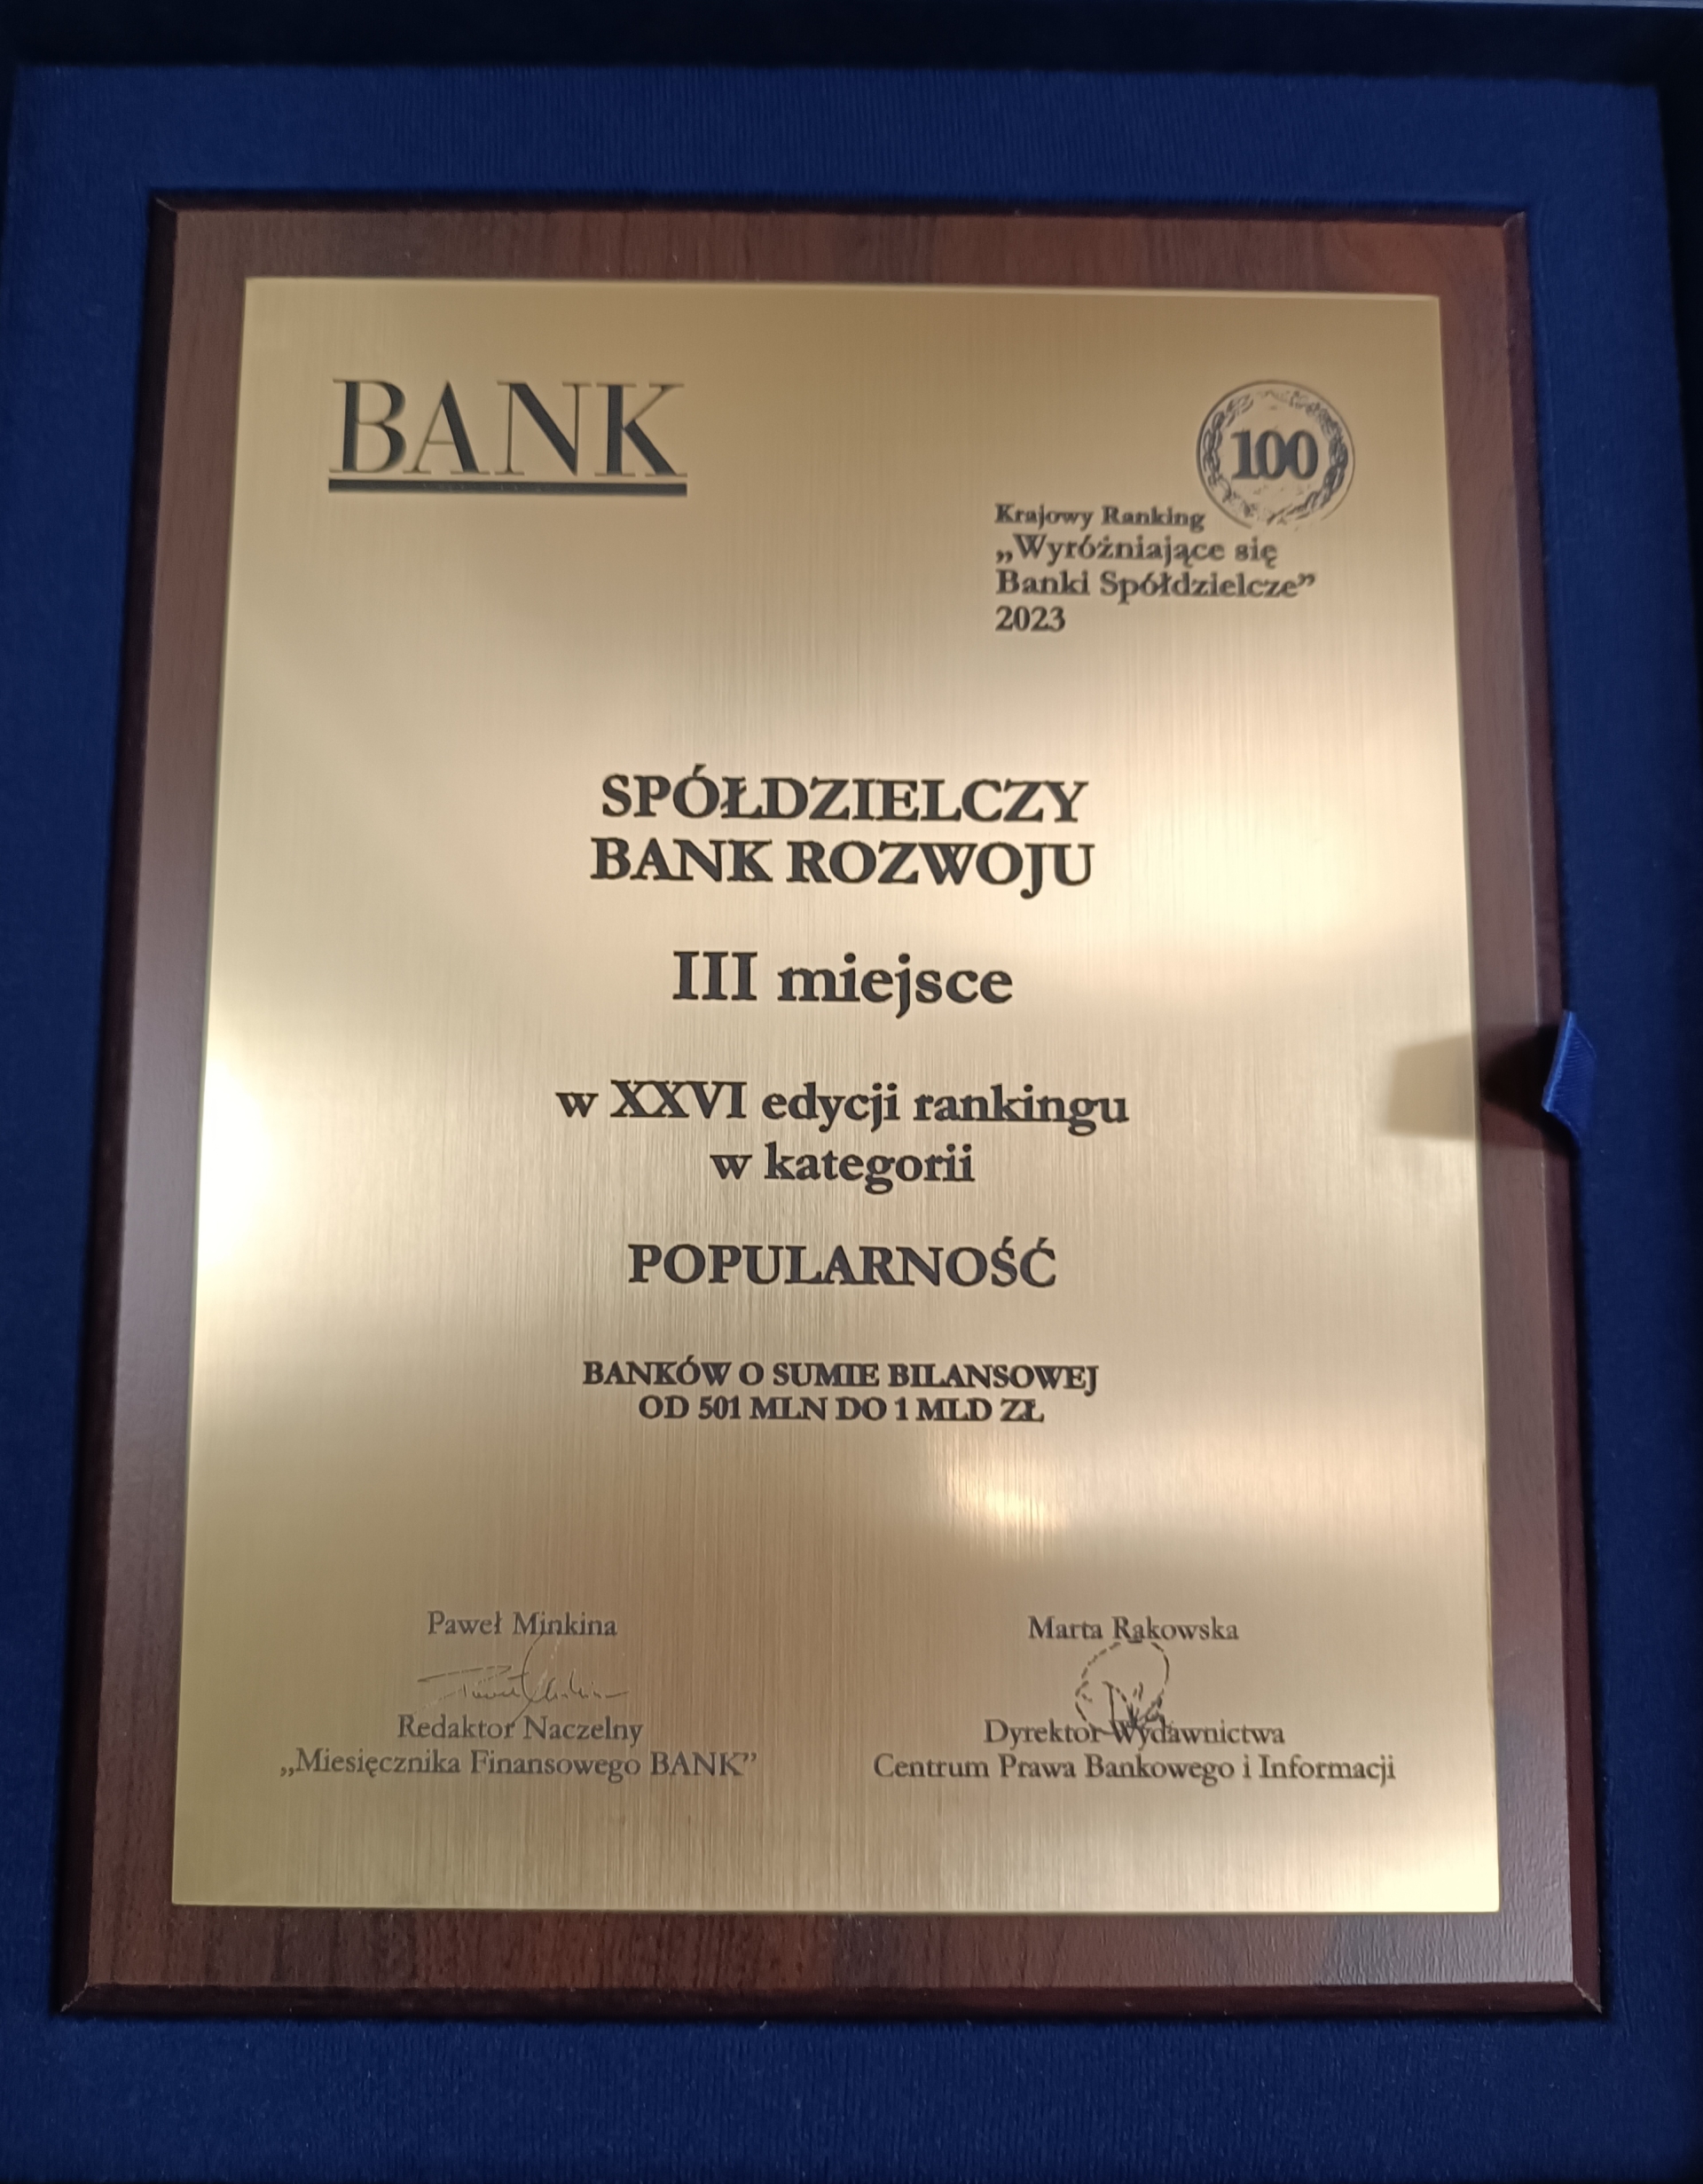 BANK
100
Krajowy Ranking
„Wyróżniające się
Banki Spółdzielcze”
2023
SPÓŁDZIELCZY
BANK ROZWOJU
III miejsce
w XXVI edycji rankingu
w kategorii
POPULARNOŚĆ
BANKÓW O SUMIE BILANSOWEJ
OD 501 MLN DO 1 MLD ZŁ
Paweł Minkina
Redaktor Naczelny
„Miesięcznika Finansowego BANK”
Marta Rakowska
Dyrektor Wydawnictwa
Centrum Prawa Bankowego i Informacji